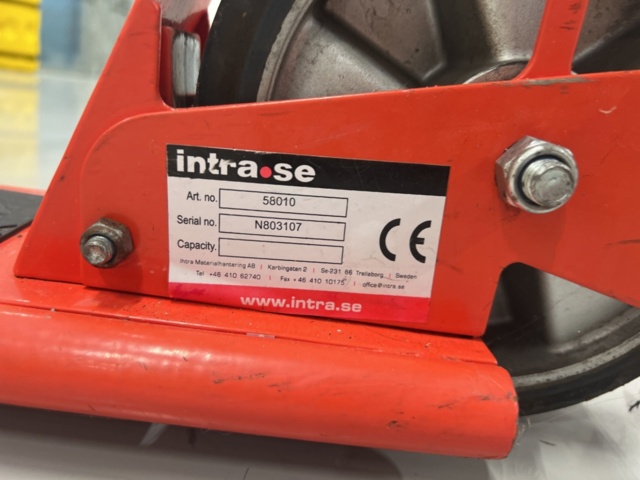 intra.se
Art. no. 58010
Serial no. N803107
Capacity.
Intra Materialhantering AB | Karbingatan 2 | Se-231 66 Trelleborg | Sweden
Tel +46 410 62740 | Fax +46 410 10175 | office@intra.se
CE
www.intra.se